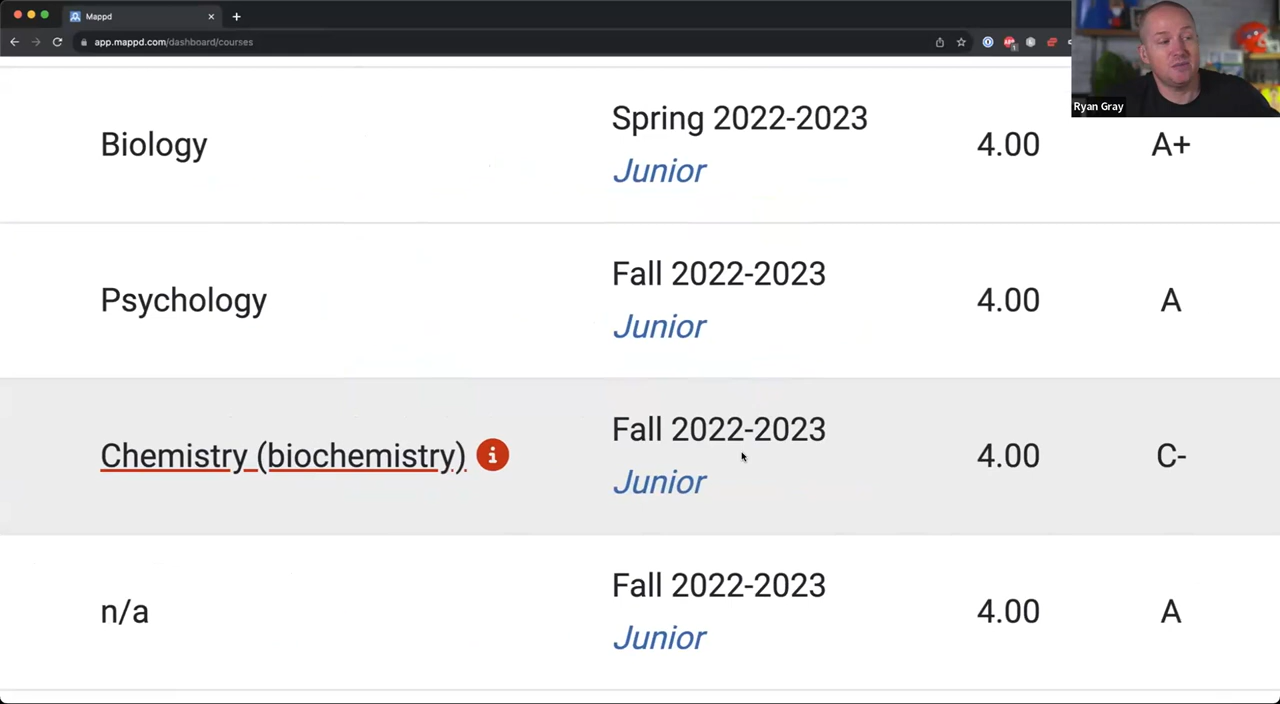 Mappd
app.mappd.com/dashboard/courses
Ryan Gray
Biology
Spring 2022-2023
Junior
4.00
A+
Psychology
Fall 2022-2023
Junior
4.00
A
Chemistry (biochemistry)
Fall 2022-2023
Junior
4.00
C-
n/a
Fall 2022-2023
Junior
4.00
A